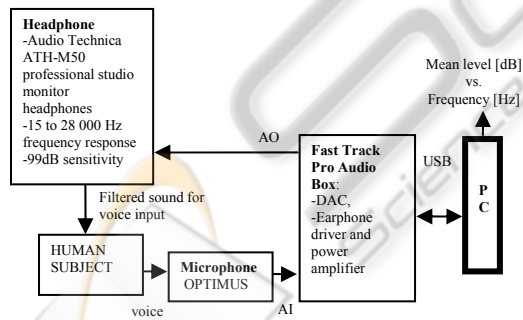 Headphone
-Audio Technica
ATH-M50
professional studio
monitor
headphones
-15 to 28 000 Hz
frequency response
-99dB sensitivity
Mean level [dB]
vs.
Frequency [Hz]
AO
Fast Track
Pro Audio
Box:
-DAC,
-Earphone
driver and
power
amplifier
USB
P
C
Filtered sound for
voice input
HUMAN
SUBJECT
Microphone
OPTIMUS
voice
AI
Science